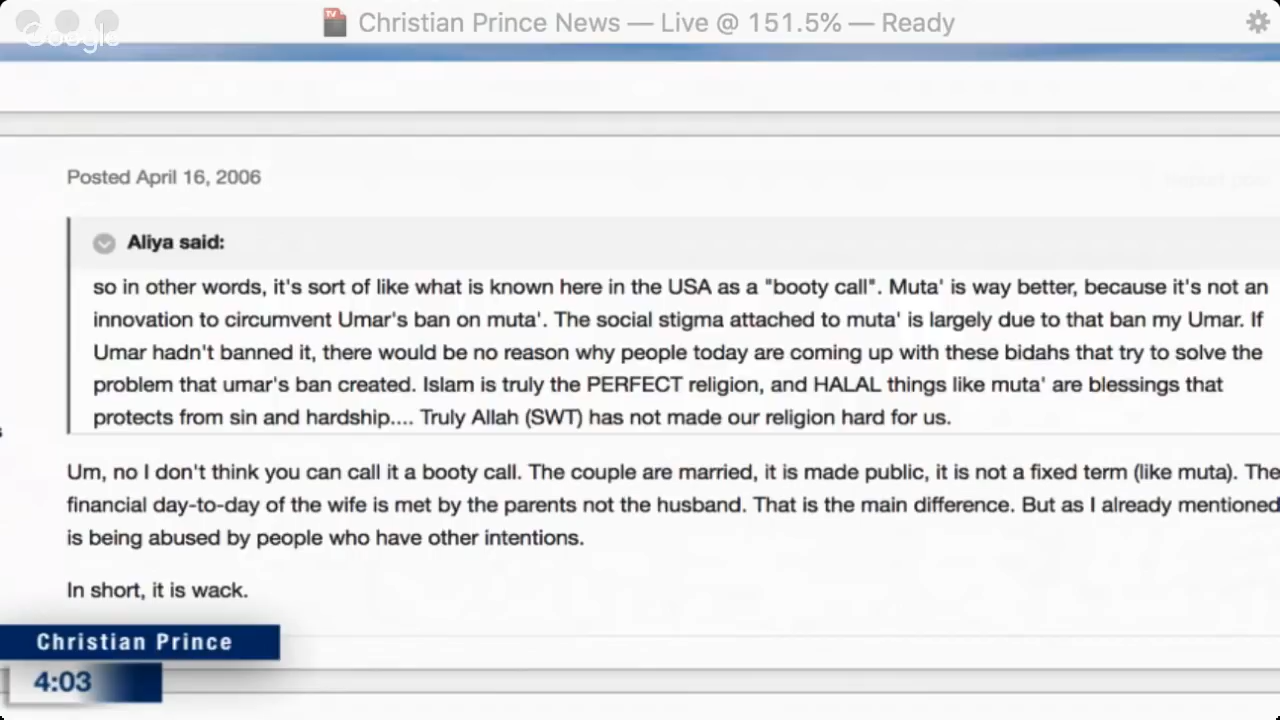 Google
TV
Christian Prince News — Live @ 151.5% — Ready
Posted April 16, 2006
Report post
Aliya said:
so in other words, it's sort of like what is known here in the USA as a "booty call". Muta' is way better, because it's not an
innovation to circumvent Umar's ban on muta'. The social stigma attached to muta' is largely due to that ban my Umar. If
Umar hadn't banned it, there would be no reason why people today are coming up with these bidahs that try to solve the
problem that umar's ban created. Islam is truly the PERFECT religion, and HALAL things like muta' are blessings that
protects from sin and hardship.... Truly Allah (SWT) has not made our religion hard for us.
s
Um, no I don't think you can call it a booty call. The couple are married, it is made public, it is not a fixed term (like muta). The
financial day-to-day of the wife is met by the parents not the husband. That is the main difference. But as I already mentioned
is being abused by people who have other intentions.
In short, it is wack.
Christian Prince
4:03